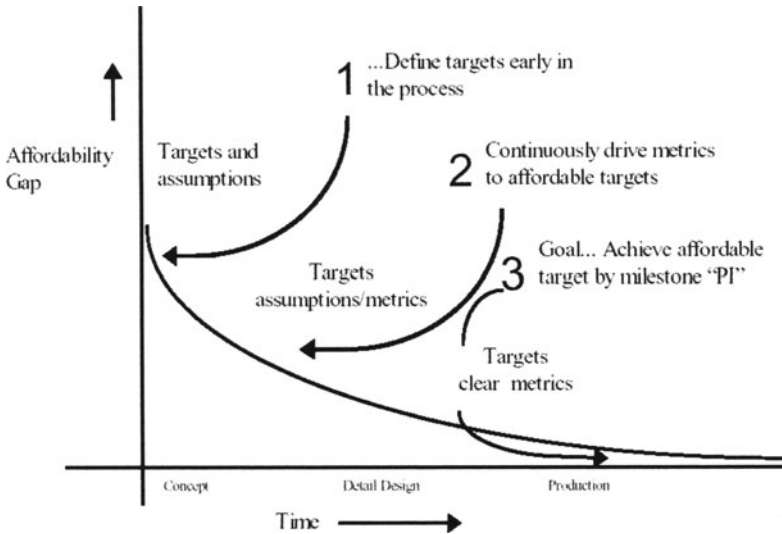 1 ...Define targets early in
the process
Affordability
Gap
Targets and
assumptions
2 Continuously drive metrics
to affordable targets
3 Goal... Achieve affordable
target by milestone “PI”
Targets
assumptions/metrics
Targets
clear metrics
Concept
Detail Design
Production
Time